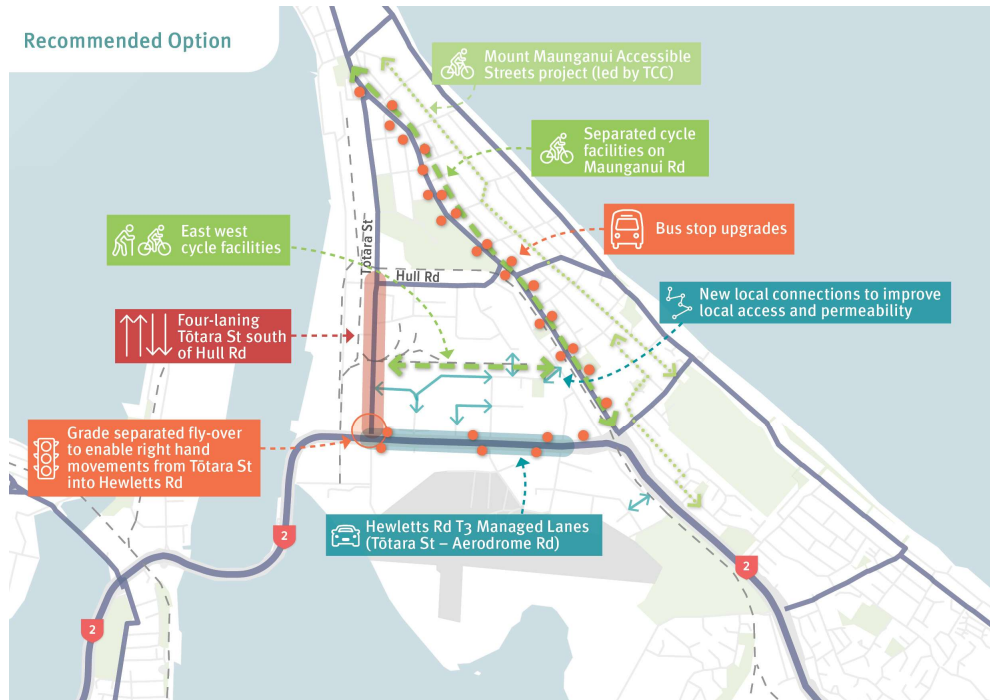 Recommended Option
Mount Maunganui Accessible
Streets project (led by TCC)
Separated cycle
facilities on
Maunganui Rd
East west
cycle facilities
Bus stop upgrades
Tōtara St
Hull Rd
New local connections to improve
local access and permeability
Four-laning
Tōtara St south
of Hull Rd
Grade separated fly-over
to enable right hand
movements from Tōtara St
into Hewletts Rd
Hewletts Rd T3 Managed Lanes
(Tōtara St – Aerodrome Rd)
2
2
2